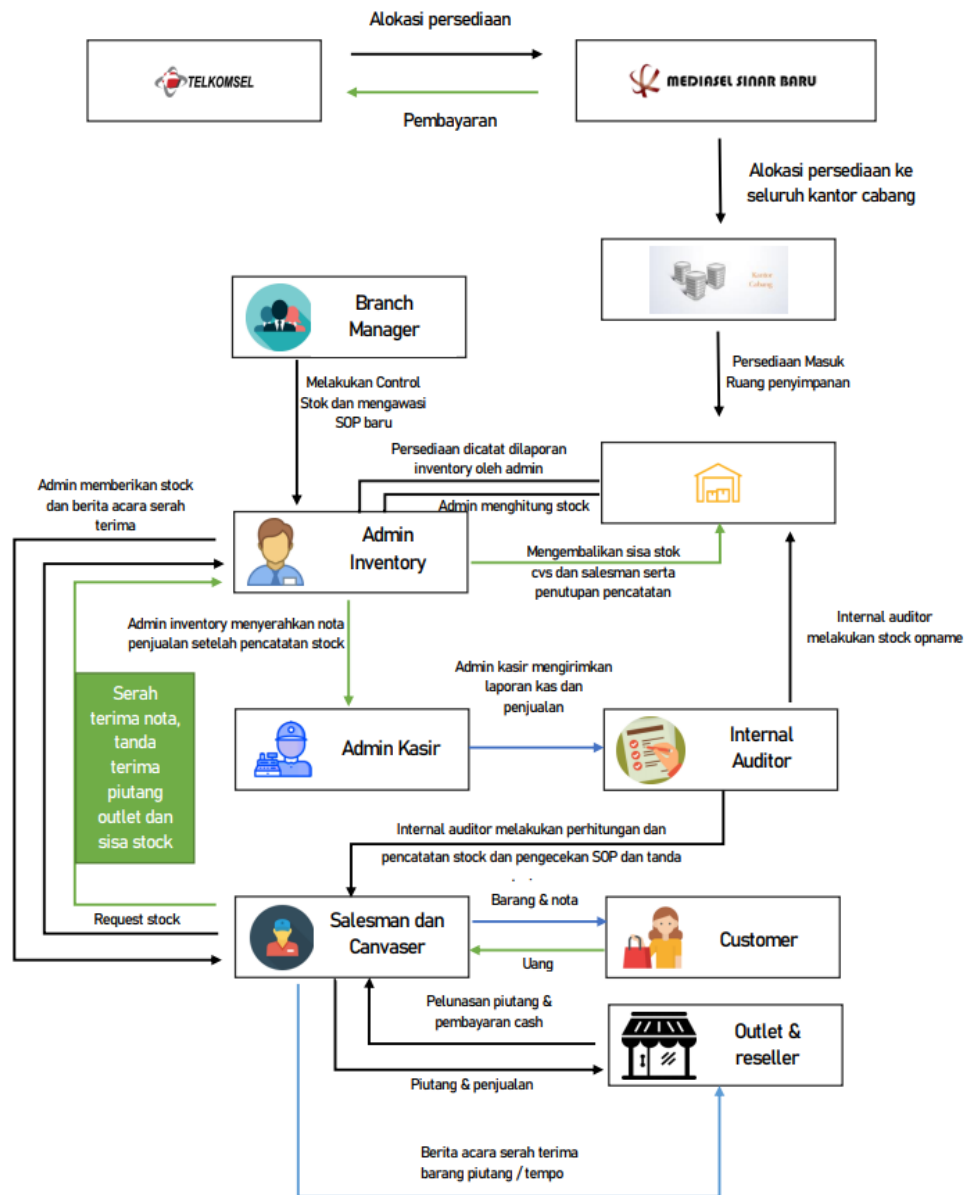 Alokasi persediaan
TELKOMSEL
MEDIASEL SINAR BARU
Pembayaran
Alokasi persediaan ke
seluruh kantor cabang
Kantor
Cabang
Branch
Manager
Persediaan Masuk
Ruang penyimpanan
Melakukan Control
Stok dan mengawasi
SOP baru
Persediaan dicatat dilaporan
inventory oleh admin
Admin menghitung stock
Admin memberikan stock
dan berita acara serah
terima
Admin
Inventory
Mengembalikan sisa stok
cvs dan salesman serta
penutupan pencatatan
Internal auditor
melakukan stock opname
Admin inventory menyerahkan nota
penjualan setelah pencatatan stock
Admin kasir mengirimkan
laporan kas dan
penjualan
Serah
terima nota,
tanda
terima
piutang
outlet dan
sisa stock
Admin Kasir
Internal
Auditor
Internal auditor melakukan perhitungan dan
pencatatan stock dan pengecekan SOP dan tanda
Request stock
Salesman dan
Canvaser
Barang & nota
Uang
Customer
Pelunasan piutang &
pembayaran cash
Outlet &
reseller
Piutang & penjualan
Berita acara serah terima
barang piutang / tempo